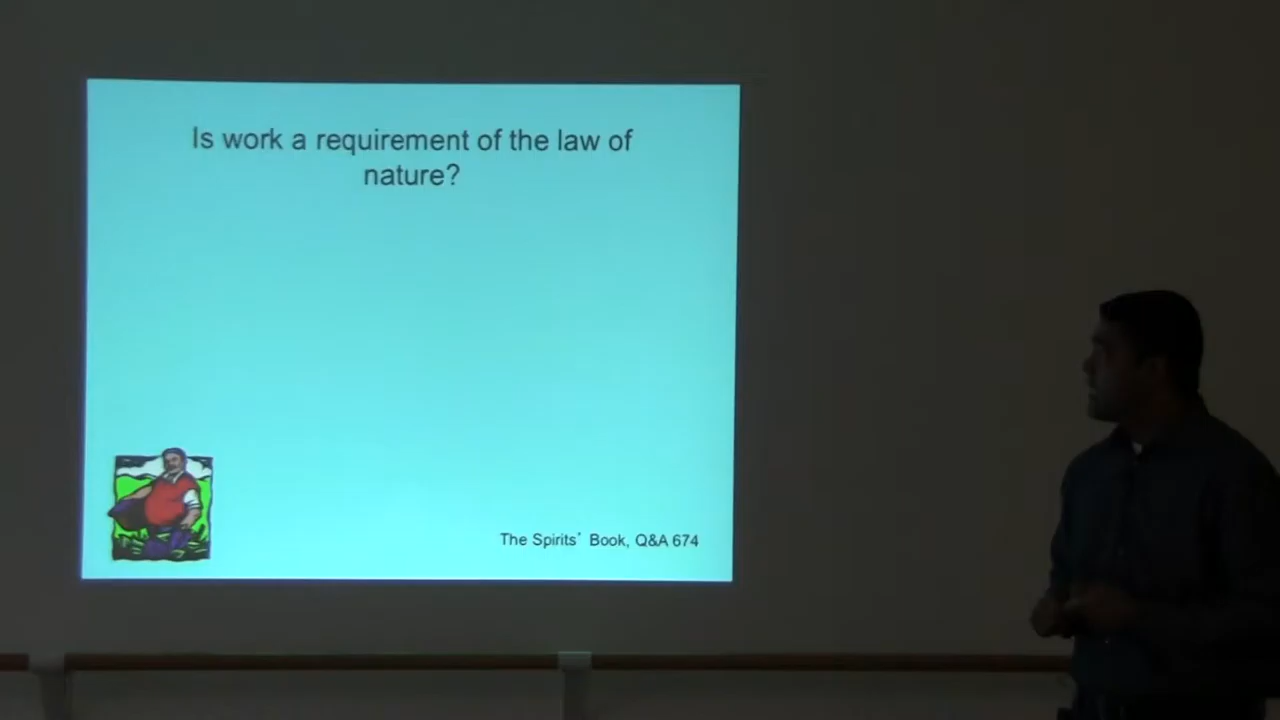 Is work a requirement of the law of
nature?
The Spirits' Book, Q&A 674